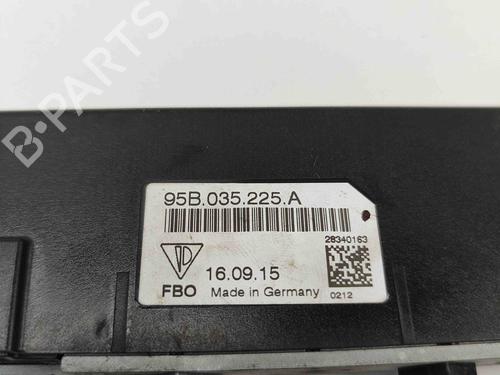 B-PARTS
95B.035.225.A
28340163
16.09.15
FBO Made in Germany
0212